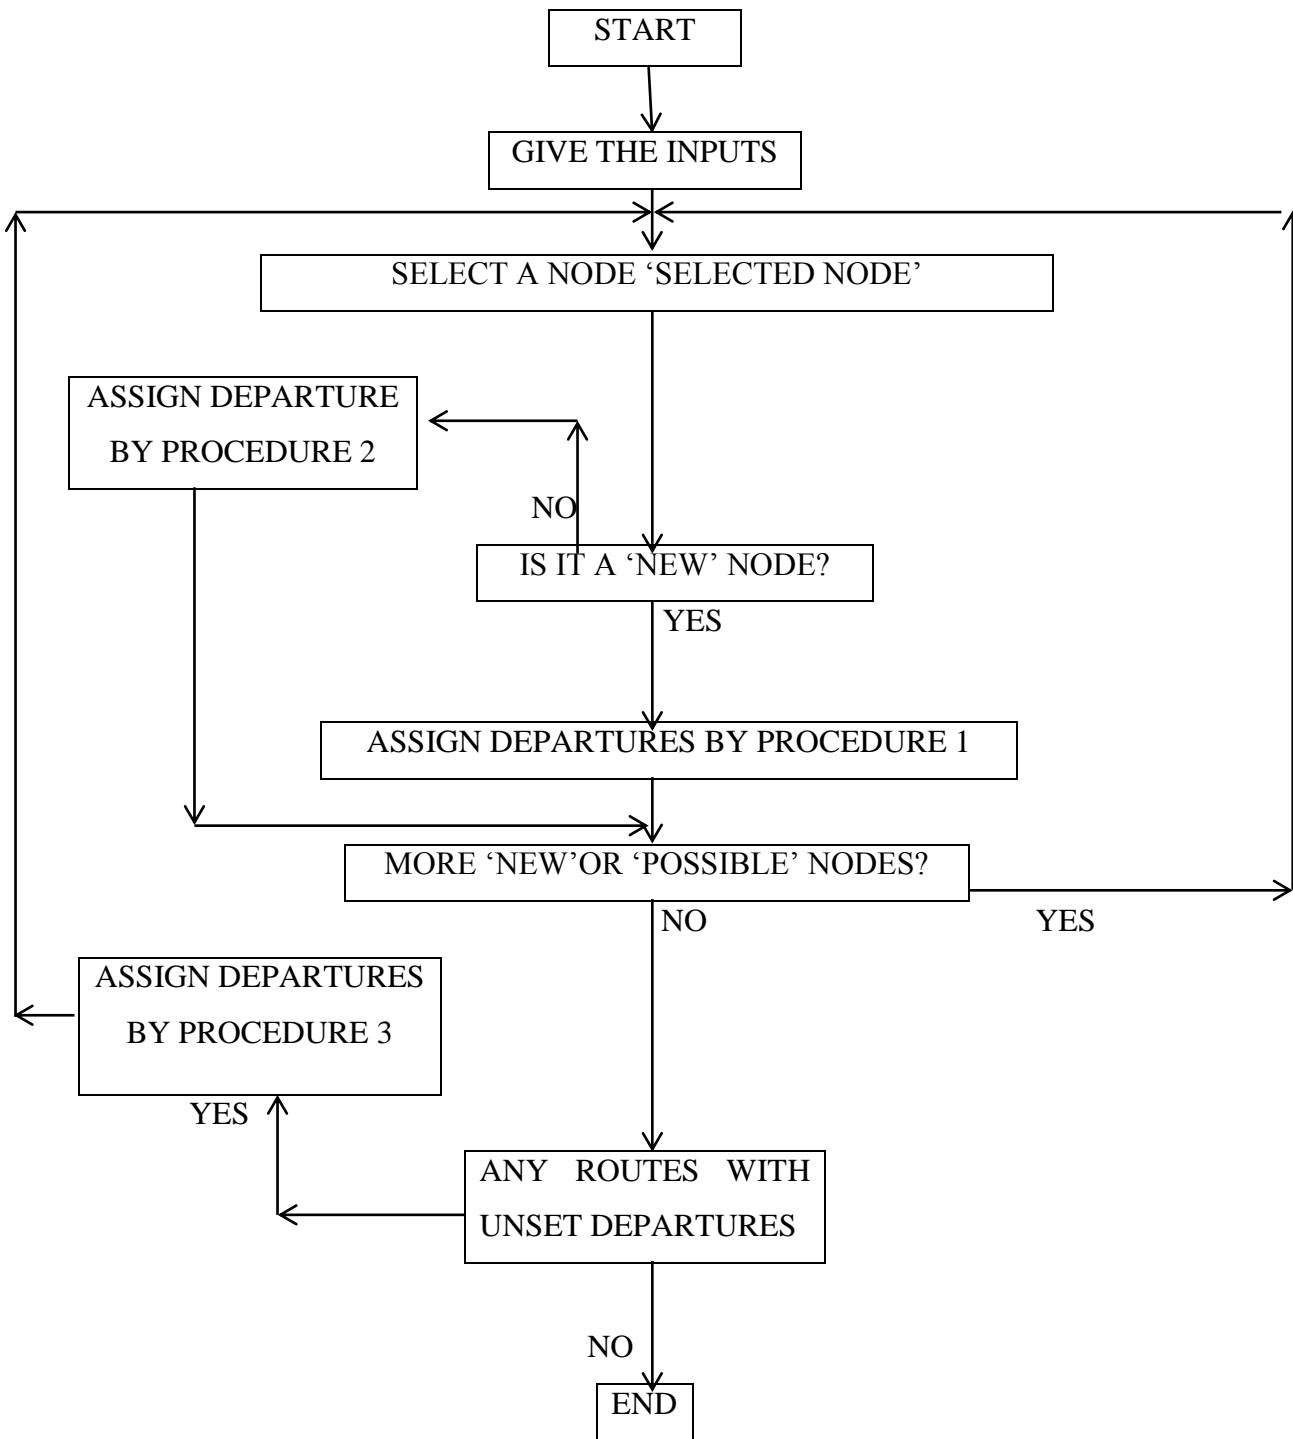 START
GIVE THE INPUTS
SELECT A NODE ‘SELECTED NODE’
ASSIGN DEPARTURE
BY PROCEDURE 2
NO
IS IT A ‘NEW’ NODE?
YES
ASSIGN DEPARTURES BY PROCEDURE 1
MORE ‘NEW’OR ‘POSSIBLE’ NODES?
NO
YES
ASSIGN DEPARTURES
BY PROCEDURE 3
YES
ANY ROUTES WITH
UNSET DEPARTURES
NO
END